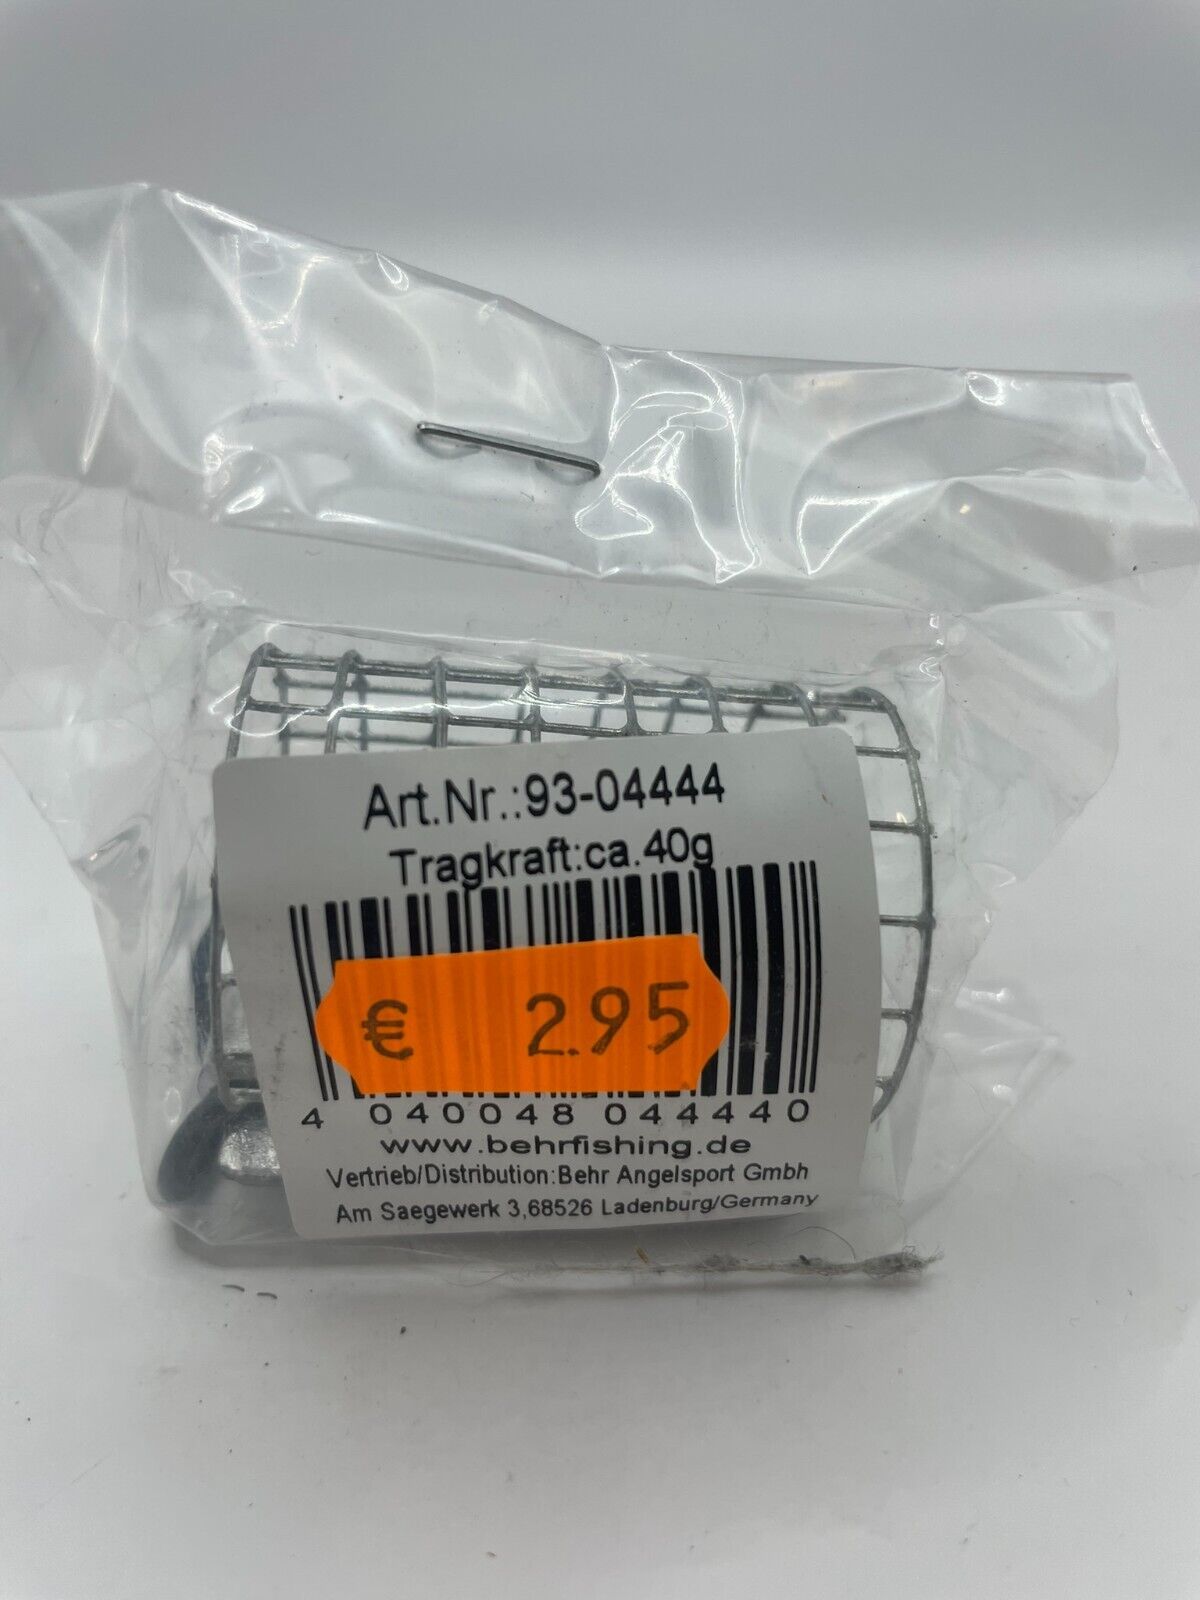 Art.Nr.:93-04444
Tragkraft:ca.40g
€ 2.95
4 040048 044440
www.behrfishing.de
Vertrieb/Distribution:Behr Angelsport Gmbh
Am Saegewerk 3,68526 Ladenburg/Germany